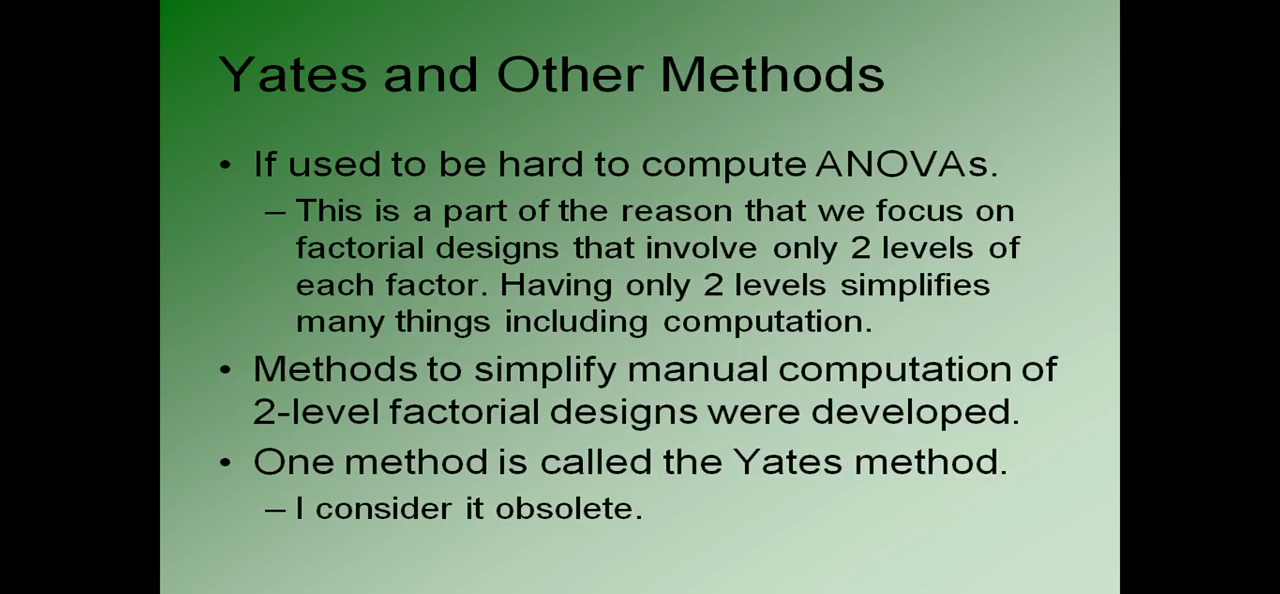 Yates and Other Methods
• If used to be hard to compute ANOVAs.
– This is a part of the reason that we focus on
factorial designs that involve only 2 levels of
each factor. Having only 2 levels simplifies
many things including computation.
• Methods to simplify manual computation of
2-level factorial designs were developed.
• One method is called the Yates method.
– I consider it obsolete.